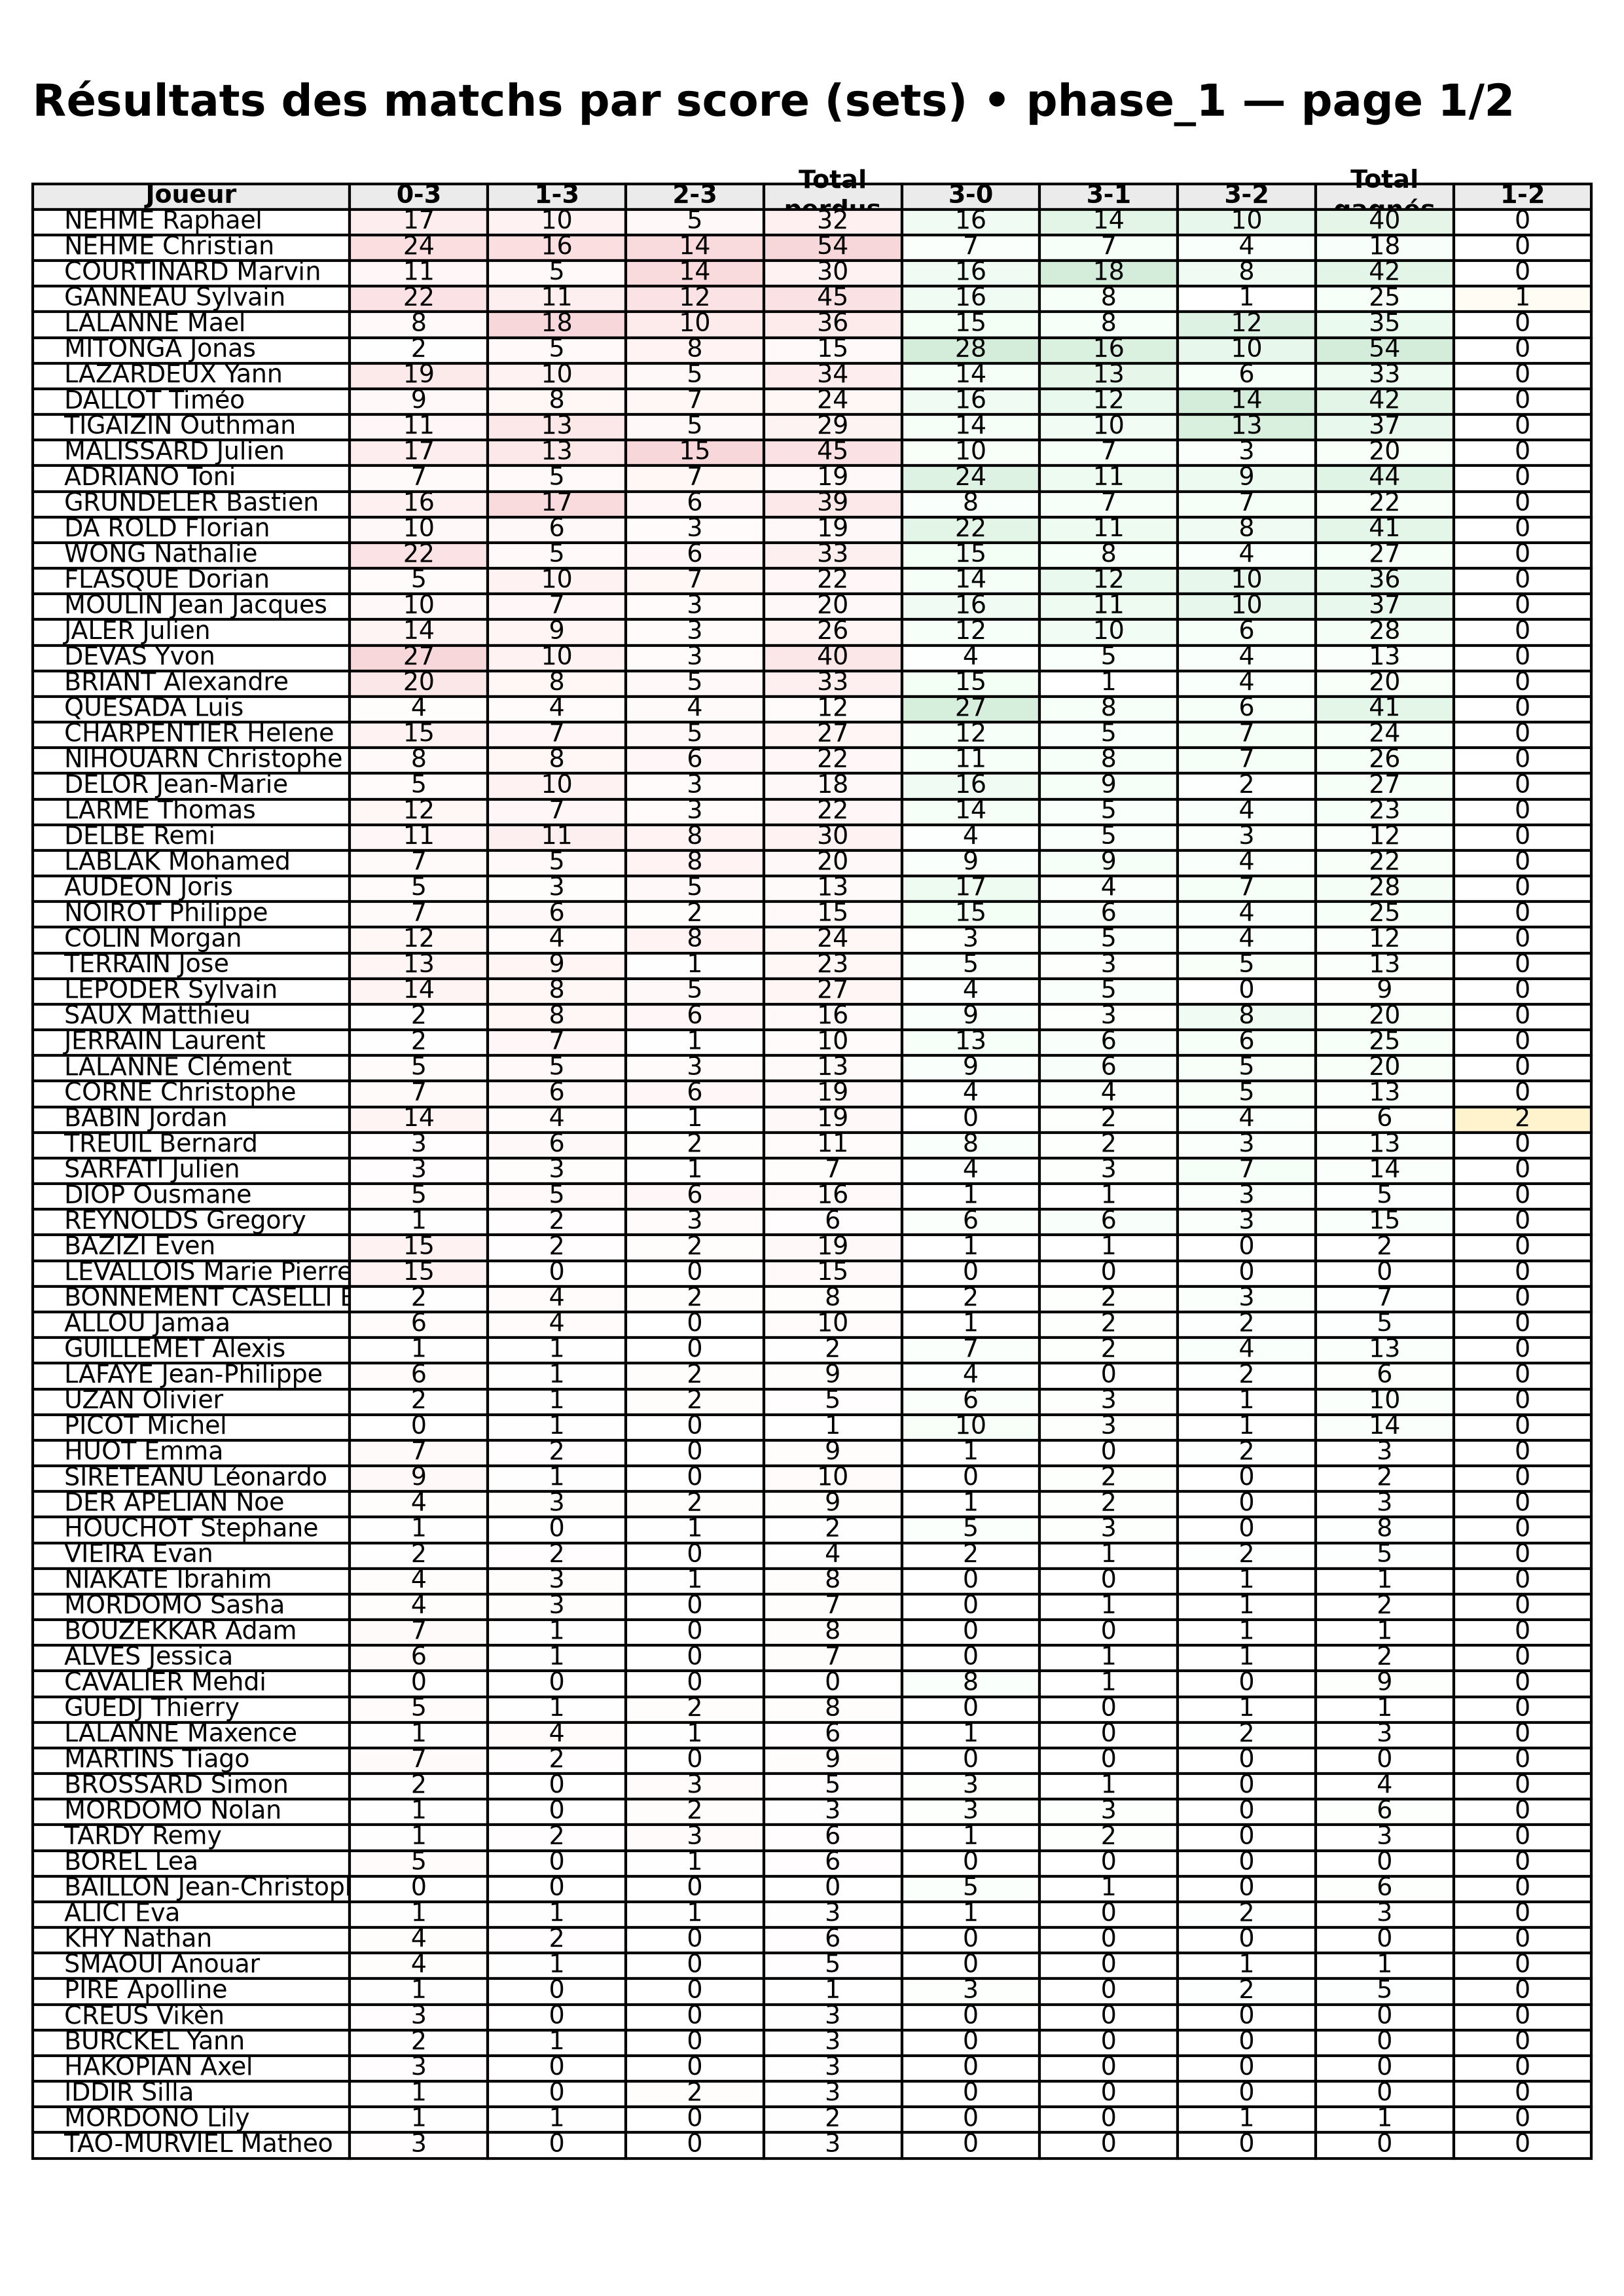 Résultats des matchs par score (sets) • phase_1 — page 1/2
Joueur 0-3 1-3 2-3 Total perdus 3-0 3-1 3-2 Total gagnés 1-2
NEHME Raphael 17 10 5 32 16 14 10 40 0
NEHME Christian 24 16 14 54 7 7 4 18 0
COURTINARD Marvin 11 5 14 30 16 18 8 42 0
GANNEAU Sylvain 22 11 12 45 16 8 1 25 1
LALANNE Mael 8 18 10 36 15 8 12 35 0
MITONGA Jonas 2 5 8 15 28 16 10 54 0
LAZARDEUX Yann 19 10 5 34 14 13 6 33 0
DALLOT Timéo 9 8 7 24 16 12 14 42 0
TIGAIZIN Outhman 11 13 5 29 14 10 13 37 0
MALISSARD Julien 17 13 15 45 10 7 3 20 0
ADRIANO Toni 7 5 7 19 24 11 9 44 0
GRUNDELER Bastien 16 17 6 39 8 7 7 22 0
DA ROLD Florian 10 6 3 19 22 11 8 41 0
WONG Nathalie 22 5 6 33 15 8 4 27 0
FLASQUE Dorian 5 10 7 22 14 12 10 36 0
MOULIN Jean Jacques 10 7 3 20 16 11 10 37 0
JALER Julien 14 9 3 26 12 10 6 28 0
DEVAS Yvon 27 10 3 40 4 5 4 13 0
BRIANT Alexandre 20 8 5 33 15 1 4 20 0
QUESADA Luis 4 4 4 12 27 8 6 41 0
CHARPENTIER Helene 15 7 5 27 12 5 7 24 0
NIHOUARN Christophe 8 8 6 22 11 8 7 26 0
DELOR Jean-Marie 5 10 3 18 16 9 2 27 0
LARME Thomas 12 7 3 22 14 5 4 23 0
DELBE Remi 11 11 8 30 4 5 3 12 0
LABLAK Mohamed 7 5 8 20 9 9 4 22 0
AUDEON Joris 5 3 5 13 17 4 7 28 0
NOIROT Philippe 7 6 2 15 15 6 4 25 0
COLIN Morgan 12 4 8 24 3 5 4 12 0
TERRAIN Jose 13 9 1 23 5 3 5 13 0
LEPODER Sylvain 14 8 5 27 4 5 0 9 0
SAUX Matthieu 2 8 6 16 9 3 8 20 0
JERRAIN Laurent 2 7 1 10 13 6 6 25 0
LALANNE Clément 5 5 3 13 9 6 5 20 0
CORNE Christophe 7 6 6 19 4 4 5 13 0
BABIN Jordan 14 4 1 19 0 2 4 6 2
TREUIL Bernard 3 6 2 11 8 2 3 13 0
SARFATI Julien 3 3 1 7 4 3 7 14 0
DIOP Ousmane 5 5 6 16 1 1 3 5 0
REYNOLDS Gregory 1 2 3 6 6 6 3 15 0
BAZIZI Even 15 2 2 19 1 1 0 2 0
LEVALLOIS Marie Pierre 15 0 0 15 0 0 0 0 0
BONNEMENT CASELLI 2 4 2 8 2 2 3 7 0
ALLOU Jamaa 6 4 0 10 1 2 2 5 0
GUILLEMET Alexis 1 1 0 2 7 2 4 13 0
LAFAYE Jean-Philippe 6 1 2 9 4 0 2 6 0
UZAN Olivier 2 1 2 5 6 3 1 10 0
PICOT Michel 0 1 0 1 10 3 1 14 0
HUOT Emma 7 2 0 9 1 0 2 3 0
SIRETEANU Léonardo 9 1 0 10 0 2 0 2 0
DER APELIAN Noe 4 3 2 9 1 2 0 3 0
HOUCHOT Stephane 1 0 1 2 5 3 0 8 0
VIEIRA Evan 2 2 0 4 2 1 2 5 0
NIAKATE Ibrahim 4 3 1 8 0 0 1 1 0
MORDOMO Sasha 4 3 0 7 0 1 1 2 0
BOUZEKKAR Adam 7 1 0 8 0 0 1 1 0
ALVES Jessica 6 1 0 7 0 1 1 2 0
CAVALIER Mehdi 0 0 0 0 8 1 0 9 0
GUEDJ Thierry 5 1 2 8 0 0 1 1 0
LALANNE Maxence 1 4 1 6 1 0 2 3 0
MARTINS Tiago 7 2 0 9 0 0 0 0 0
BROSSARD Simon 2 0 3 5 3 1 0 4 0
MORDOMO Nolan 1 0 2 3 3 3 0 6 0
TARDY Remy 1 2 3 6 1 2 0 3 0
BOREL Lea 5 0 1 6 0 0 0 0 0
BAILLON 0 0 0 0 5 1 0 6 0
ALICI Eva 1 1 1 3 1 0 2 3 0
KHY Nathan 4 2 0 6 0 0 0 0 0
SMAOUI Anouar 4 1 0 5 0 0 1 1 0
PIRE Apolline 1 0 0 1 3 0 2 5 0
CREUS Vikèn 3 0 0 3 0 0 0 0 0
BURCKEL Yann 2 1 0 3 0 0 0 0 0
HAKOPIAN Axel 3 0 0 3 0 0 0 0 0
IDDIR Silla 1 0 2 3 0 0 0 0 0
MORDONO Lily 1 1 0 2 0 0 1 1 0
TAO-MURVIEL Matheo 3 0 0 3 0 0 0 0 0